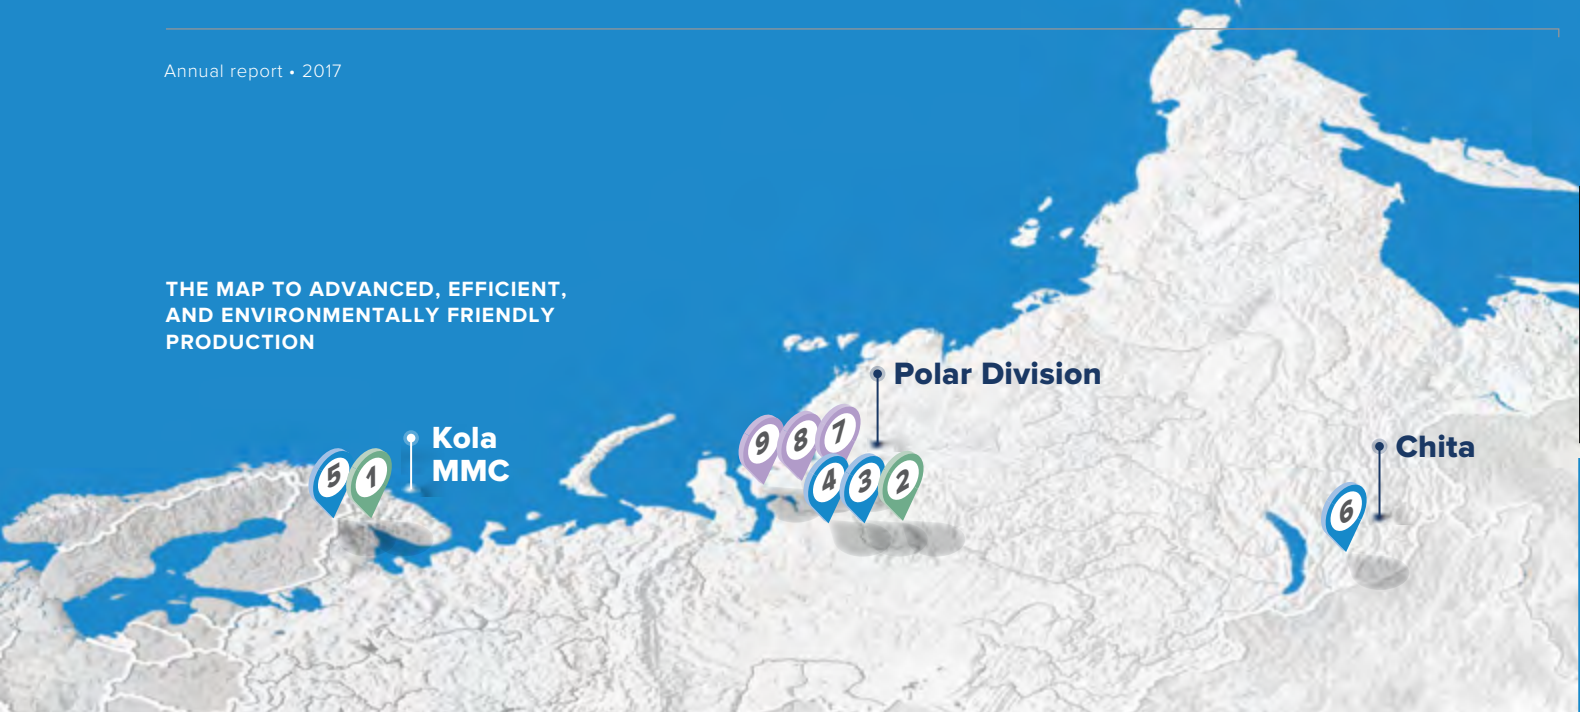 Annual report • 2017
THE MAP TO ADVANCED, EFFICIENT,
AND ENVIRONMENTALLY FRIENDLY
PRODUCTION
Polar Division
Kola
MMC
Chita
9 8 7
5 1
4 3 2
6